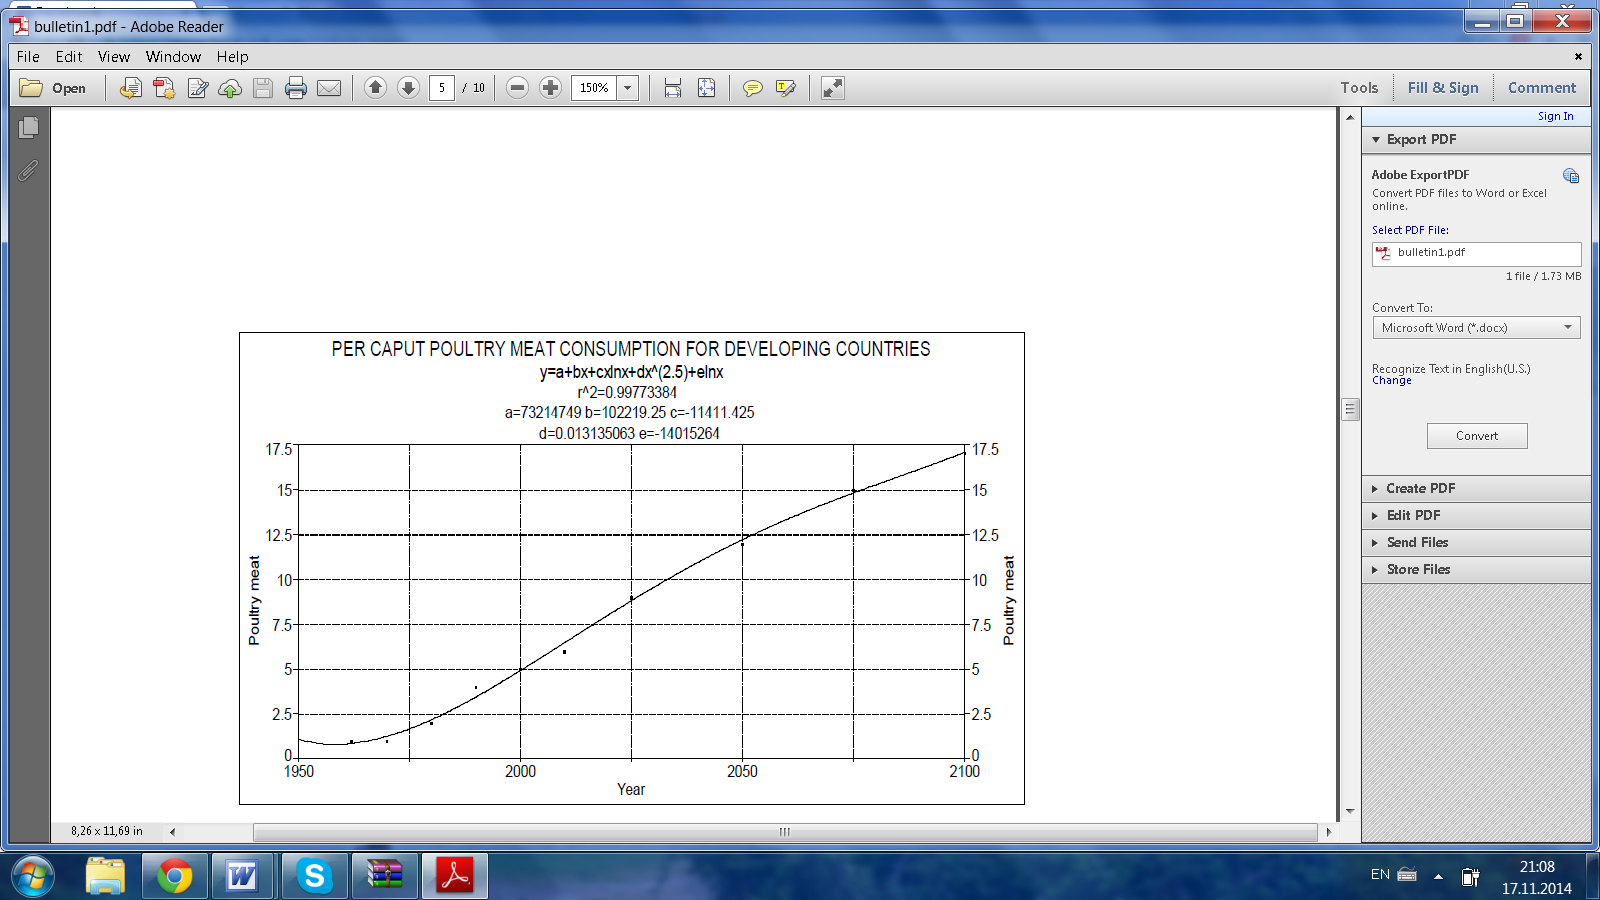 bulletin1.pdf - Adobe Reader
File Edit View Window Help
Open 5 / 10 150% Tools Fill & Sign Comment
Sign In
Export PDF
Adobe ExportPDF
Convert PDF files to Word or Excel
online.
Select PDF File:
bulletin1.pdf
1 file / 1.73 MB
Convert To:
Microsoft Word (*.docx)
Recognize Text in English(U.S.)
Change
Convert
Create PDF
Edit PDF
Send Files
Store Files
PER CAPUT POULTRY MEAT CONSUMPTION FOR DEVELOPING COUNTRIES
y=a+bx+cxlnx+dx^(2.5)+elnx
r^2=0.99773384
a=73214749 b=102219.25 c=-11411.425
d=0.013135063 e=-14015264
17.5 17.5
15 15
12.5 12.5
10 10
7.5 7.5
5 5
2.5 2.5
0 0
Poultry meat
Poultry meat
1950 2000 2050 2100
Year
8,26 x 11,69 in
EN
21:08
17.11.2014